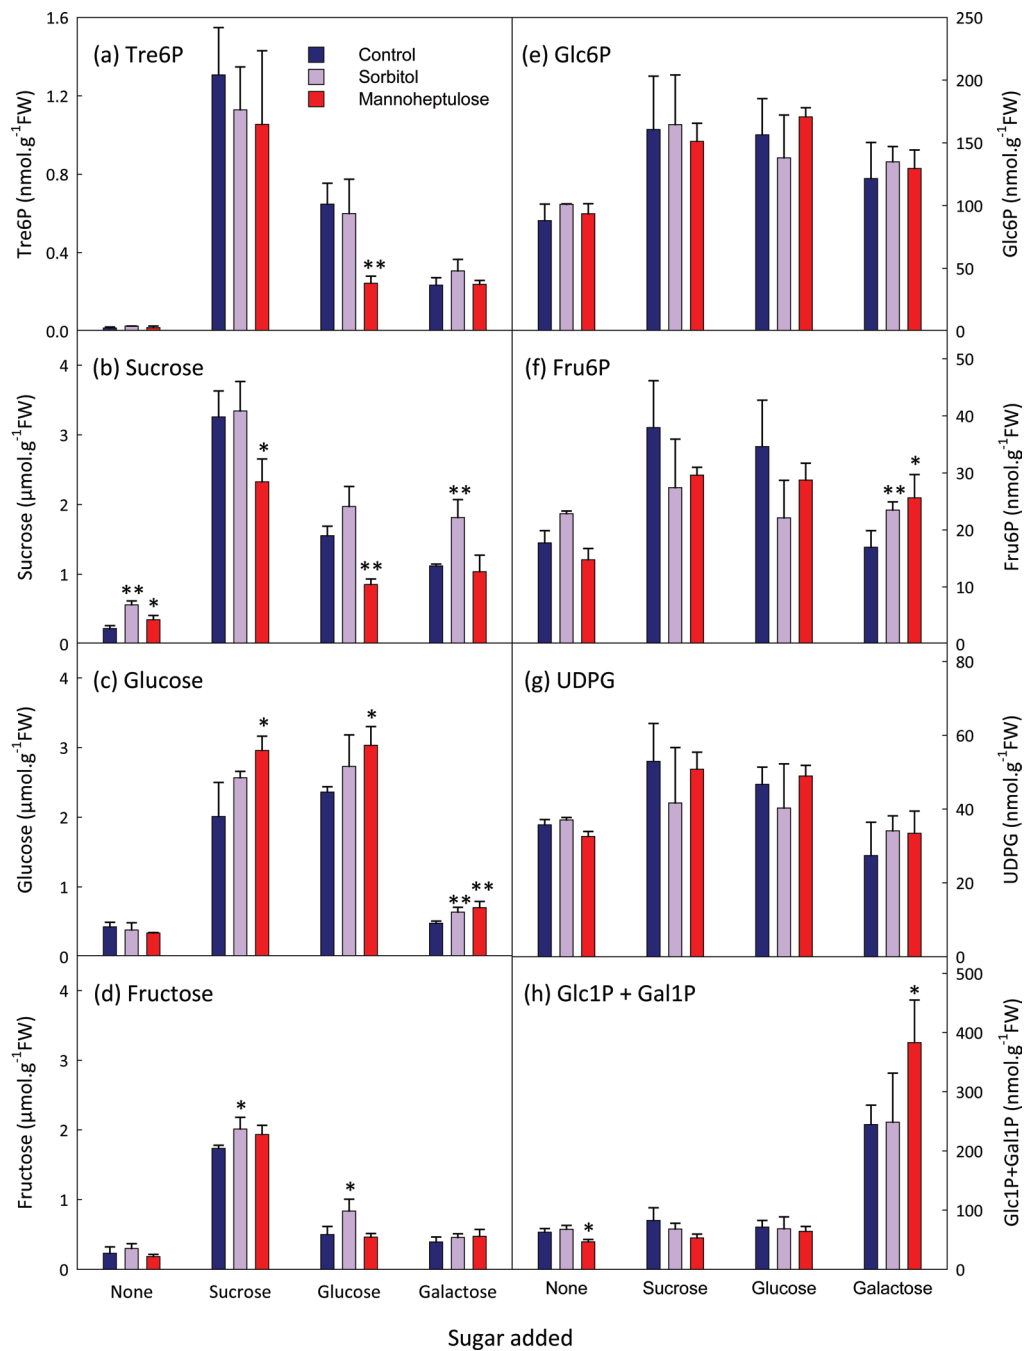 (a) Tre6P
Control
Sorbitol
Mannoheptulose
Tre6P (nmol.g⁻¹FW)
1.6
1.2
0.8
0.4
0.0
**
(e) Glc6P
Glc6P (nmol.g⁻¹FW)
250
200
150
100
50
0
(b) Sucrose
Sucrose (µmol.g⁻¹FW)
4
3
2
1
0
** * * ** **
(f) Fru6P
Fru6P (nmol.g⁻¹FW)
50
40
30
20
10
0
** *
(c) Glucose
Glucose (µmol.g⁻¹FW)
4
3
2
1
0
* * ** **
(g) UDPG
UDPG (nmol.g⁻¹FW)
80
60
40
20
0
(d) Fructose
Fructose (µmol.g⁻¹FW)
4
3
2
1
0
* *
None Sucrose Glucose Galactose
(h) Glc1P + Gal1P
Glc1P+Gal1P (nmol.g⁻¹FW)
500
400
300
200
100
0
* *
None Sucrose Glucose Galactose
Sugar added